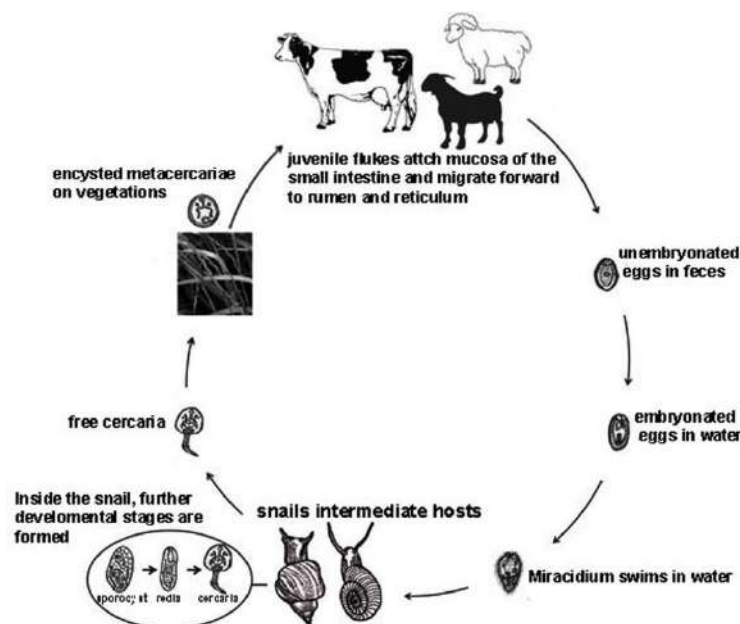 juvenile flukes attch mucosa of the
small intestine and migrate forward
to rumen and reticulum
unembryonated
eggs in feces
embryonated
eggs in water
Miracidium swims in water
snails intermediate hosts
Inside the snail, further
develomental stages are
formed
sporocyst redia cercaria
free cercaria
encysted metacercariae
on vegetations